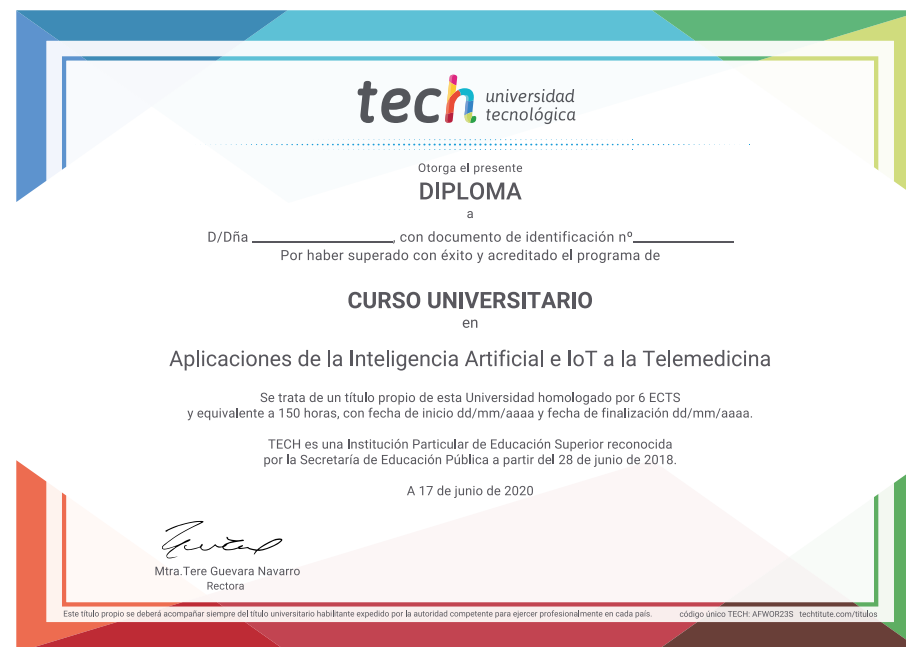 tech universidad
tecnológica
Otorga el presente
DIPLOMA
a
D/Dña ____________________, con documento de identificación nº______________
Por haber superado con éxito y acreditado el programa de
CURSO UNIVERSITARIO
en
Aplicaciones de la Inteligencia Artificial e IoT a la Telemedicina
Se trata de un título propio de esta Universidad homologado por 6 ECTS
y equivalente a 150 horas, con fecha de inicio dd/mm/aaaa y fecha de finalización dd/mm/aaaa.
TECH es una Institución Particular de Educación Superior reconocida
por la Secretaría de Educación Pública a partir del 28 de junio de 2018.
A 17 de junio de 2020
Mtra.Tere Guevara Navarro
Rectora
Este título propio se deberá acompañar siempre del título universitario habilitante expedido por la autoridad competente para ejercer profesionalmente en cada país. código único TECH: AFWOR23S techtitute.com/titulos